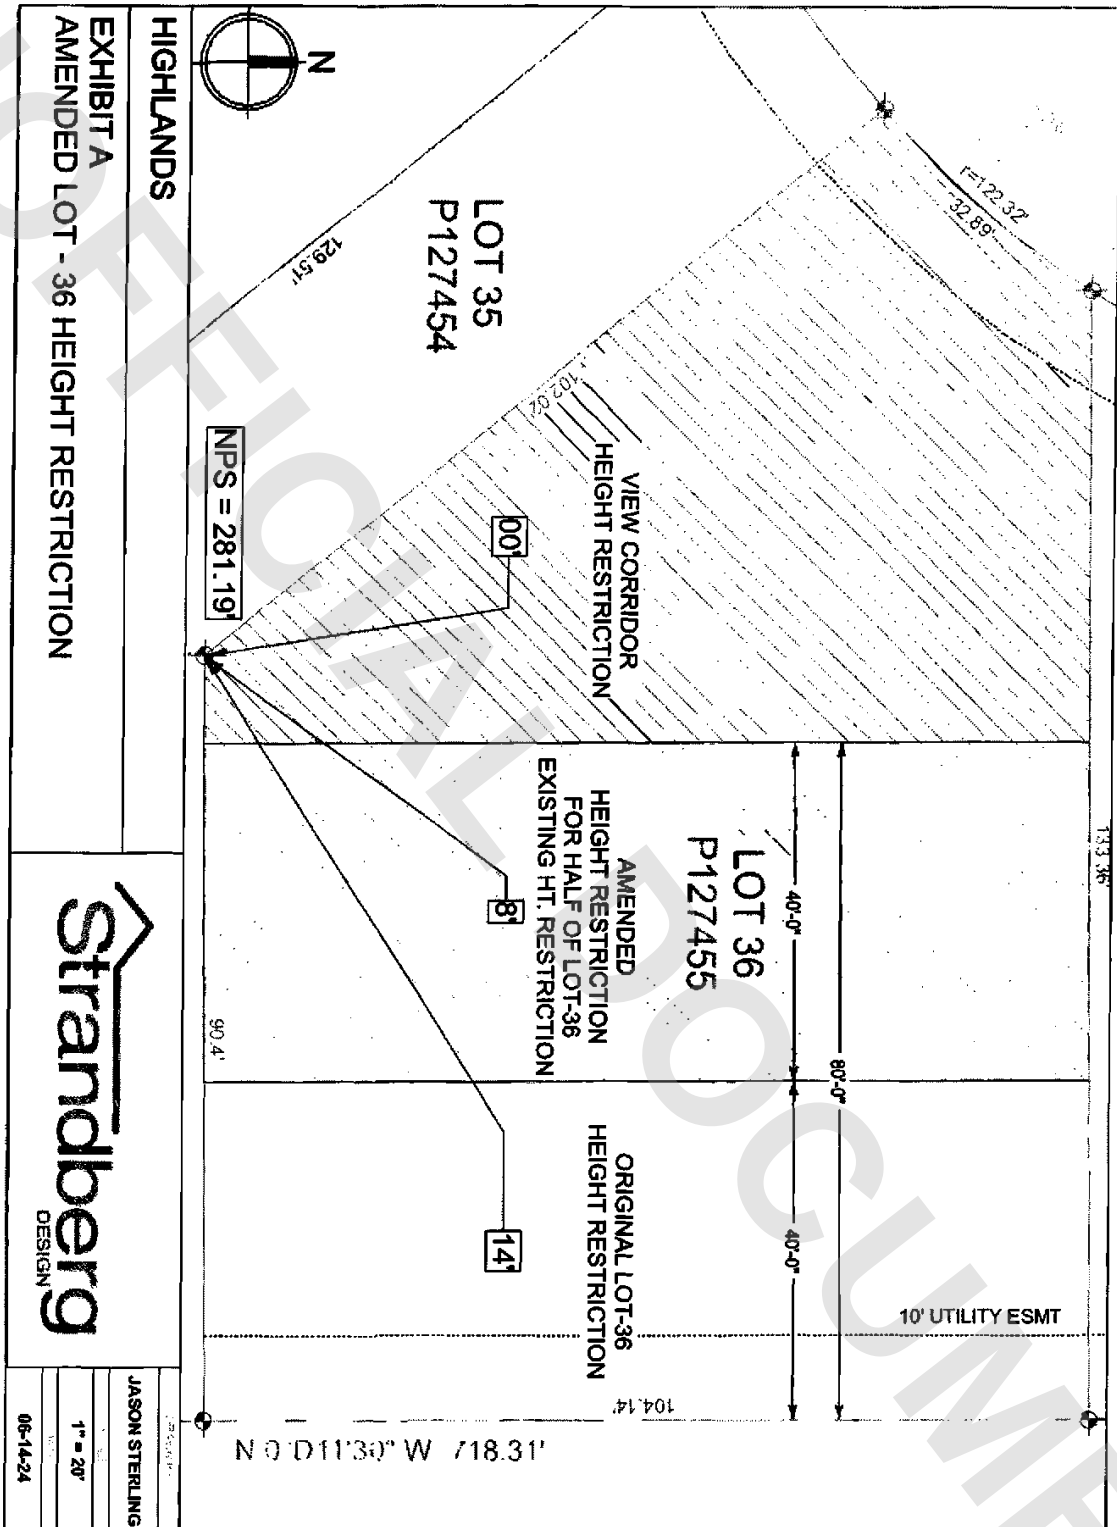 N
HIGHLANDS
EXHIBIT A
AMENDED LOT - 36 HEIGHT RESTRICTION
LOT 35
P127454
129.51'
r=122.32'
32.89'
102.02'
VIEW CORRIDOR
HEIGHT RESTRICTION
00'
NPS = 281.19'
133.36'
LOT 36
P127455
40'-0"
80'-0"
40'-0"
AMENDED
HEIGHT RESTRICTION
FOR HALF OF LOT-36
EXISTING HT. RESTRICTION
8'
90.4'
ORIGINAL LOT-36
HEIGHT RESTRICTION
14'
10' UTILITY ESMT
104.14'
N 0 D11'30" W 718.31'
Strandberg
DESIGN
JASON STERLING
1" = 20'
06-14-24
OFFICIAL DOCUME